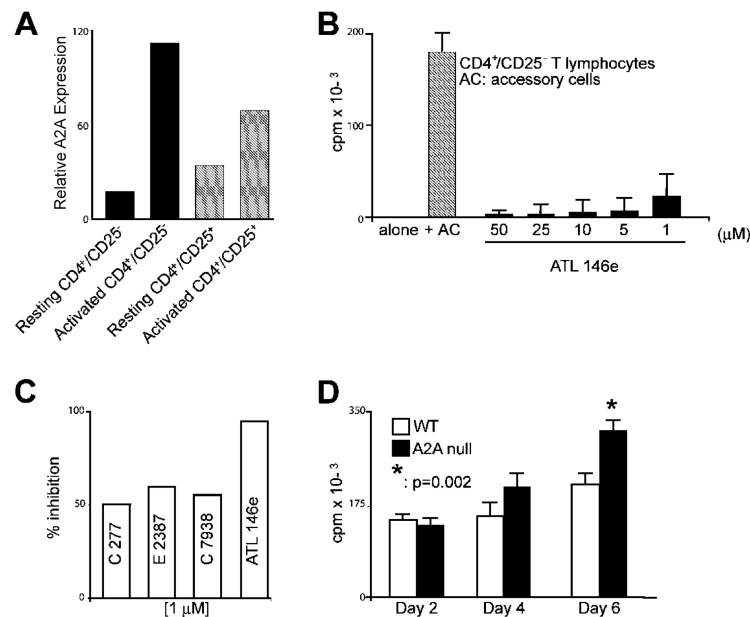 A
Relative A2A Expression
120
60
0
Resting CD4⁺/CD25⁻
Activated CD4⁺/CD25⁻
Resting CD4⁺/CD25⁺
Activated CD4⁺/CD25⁺
B
cpm x 10⁻³
200
100
0
CD4⁺/CD25⁻ T lymphocytes
AC: accessory cells
alone + AC 50 25 10 5 1 (μM)
ATL 146e
C
% inhibition
100
50
0
C 277
E 2387
C 7938
ATL 146e
[1 μM]
D
cpm x 10⁻³
350
175
0
WT
A2A null
* : p=0.002
*
Day 2 Day 4 Day 6